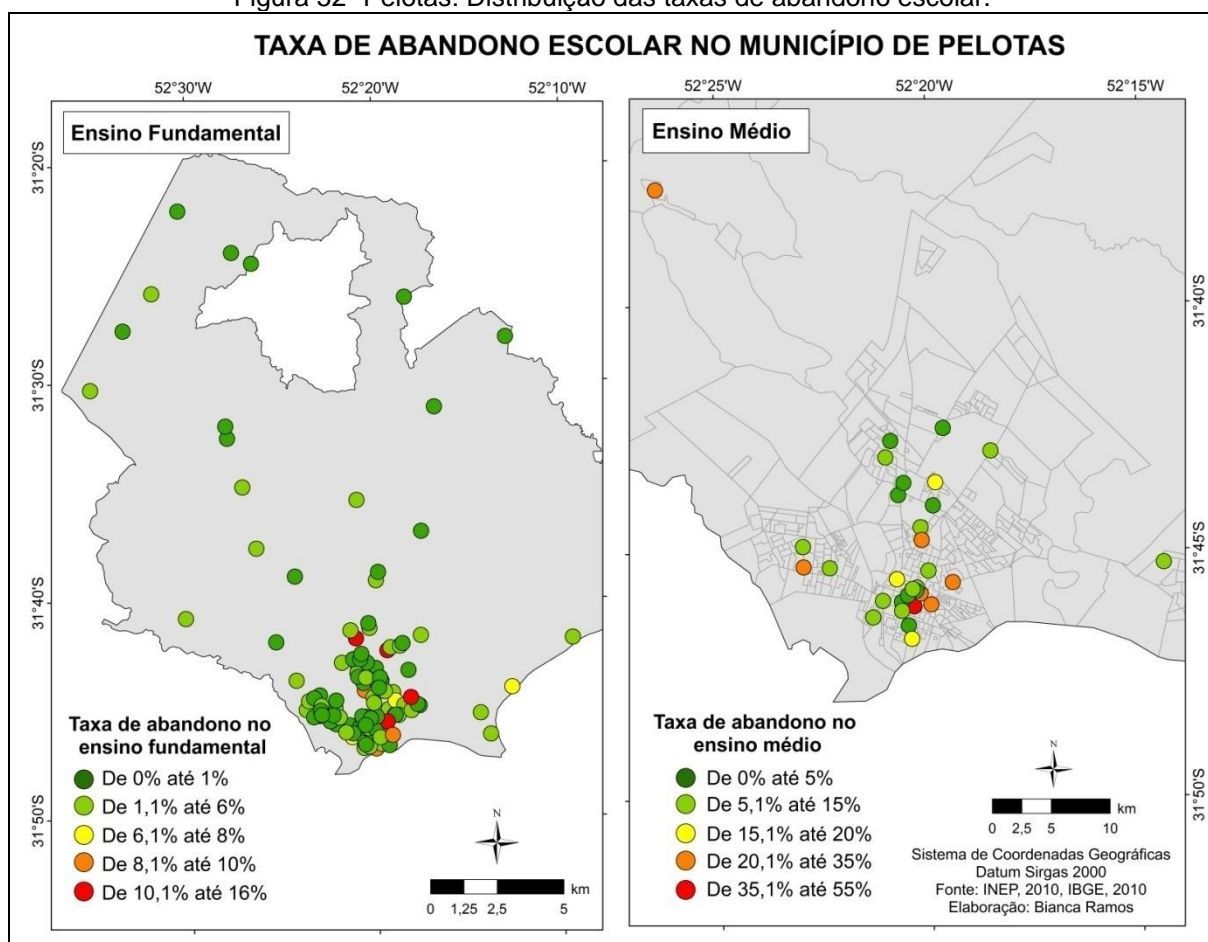 Figura 52- Pelotas: Distribuição das taxas de abandono escolar.
TAXA DE ABANDONO ESCOLAR NO MUNICÍPIO DE PELOTAS
52°30'W
52°20'W
52°10'W
Ensino Fundamental
31°20'S
31°30'S
31°40'S
31°50'S
Taxa de abandono no
ensino fundamental
De 0% até 1%
De 1,1% até 6%
De 6,1% até 8%
De 8,1% até 10%
De 10,1% até 16%
N
km
0 1,25 2,5 5
52°25'W
52°20'W
52°15'W
Ensino Médio
31°40'S
31°45'S
31°50'S
Taxa de abandono no
ensino médio
De 0% até 5%
De 5,1% até 15%
De 15,1% até 20%
De 20,1% até 35%
De 35,1% até 55%
N
km
0 2,5 5 10
Sistema de Coordenadas Geográficas
Datum Sirgas 2000
Fonte: INEP, 2010, IBGE, 2010
Elaboração: Bianca Ramos